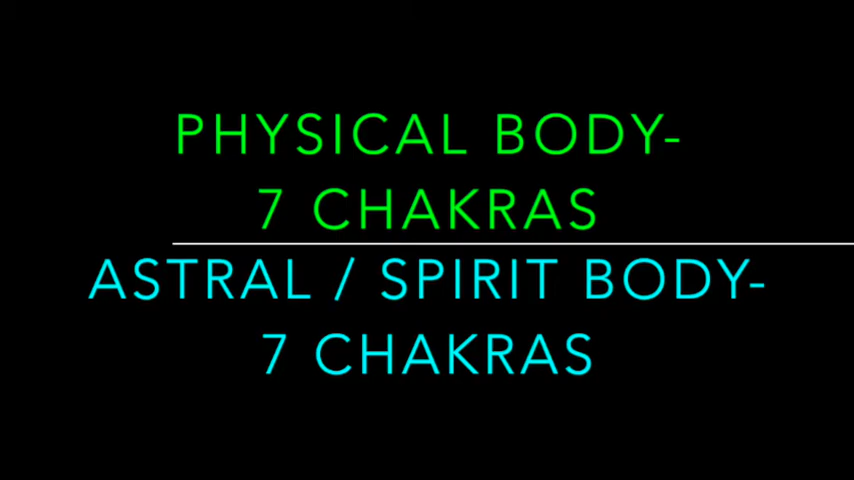 PHYSICAL BODY-
7 CHAKRAS
ASTRAL / SPIRIT BODY-
7 CHAKRAS